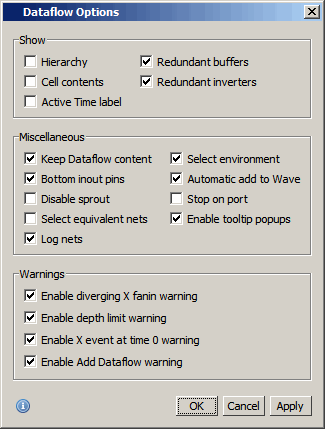 Dataflow Options
Show
Hierarchy
Redundant buffers
Cell contents
Redundant inverters
Active Time label
Miscellaneous
Keep Dataflow content
Select environment
Bottom inout pins
Automatic add to Wave
Disable sprout
Stop on port
Select equivalent nets
Enable tooltip popups
Log nets
Warnings
Enable diverging X fanin warning
Enable depth limit warning
Enable X event at time 0 warning
Enable Add Dataflow warning
OK Cancel Apply